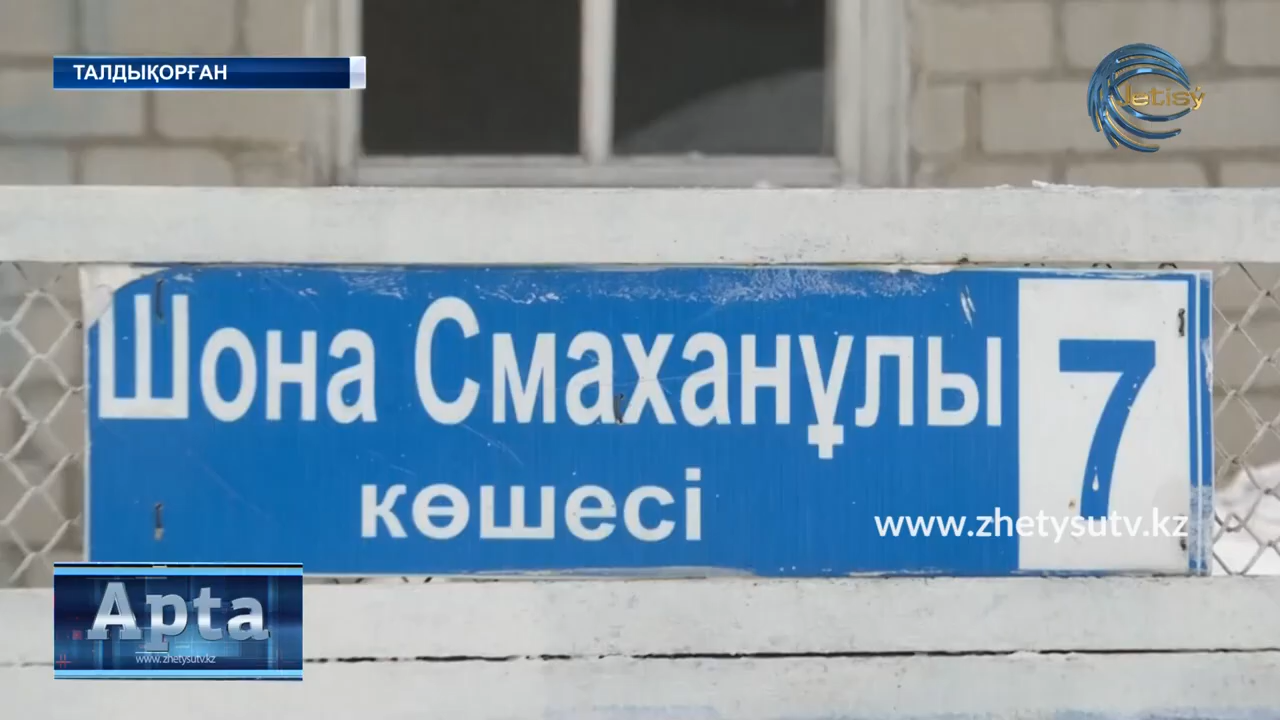 ТАЛДЫҚОРҒАН
Jetisý
Шона Смаханұлы
көшесі
7
www.zhetysutv.kz
Apta
www.zhetysutv.kz